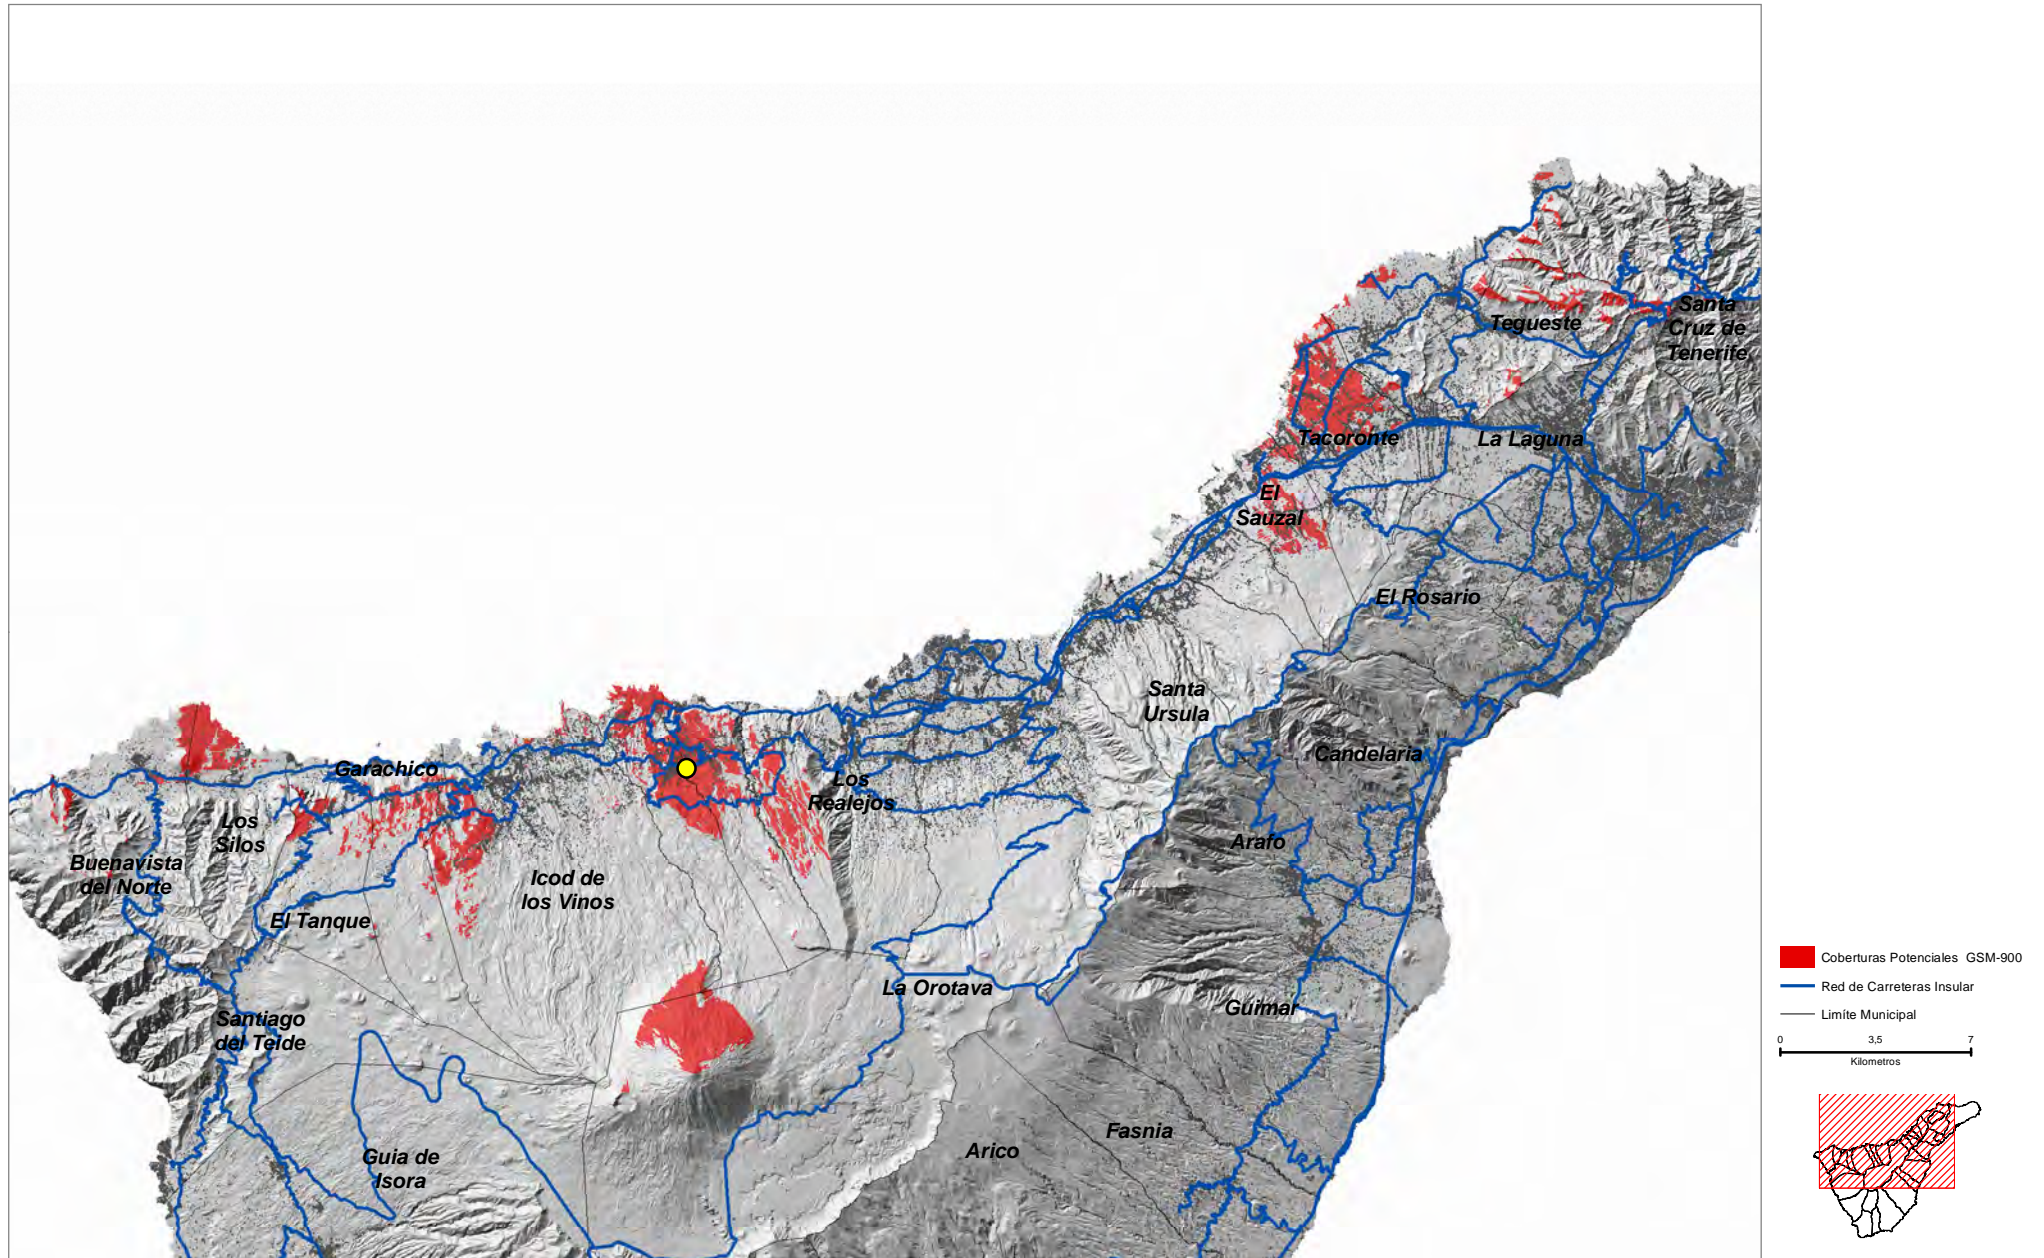 Santa
Cruz de
Tenerife
Tegueste
Tacoronte
La Laguna
El
Sauzal
El Rosario
Santa
Ursula
Candelaria
Garachico
Los
Realejos
Los
Silos
Arafo
Buenavista
del Norte
Icod de
los Vinos
El Tanque
La Orotava
Guimar
Santiago
del Teide
Fasnia
Arico
Guia de
Isora
Coberturas Potenciales GSM-900
Red de Carreteras Insular
Limíte Municipal
0 3,5 7
Kilometros